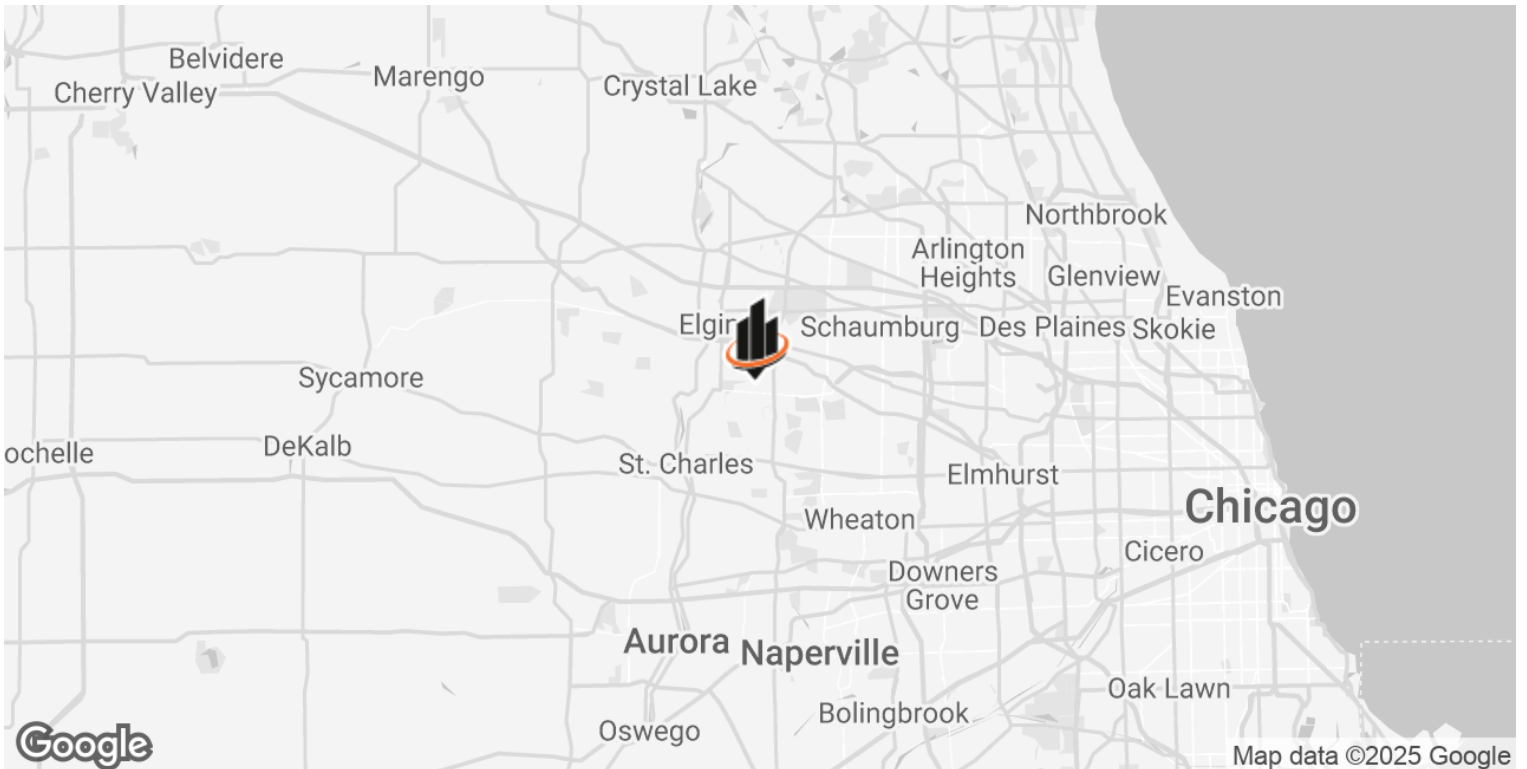 Belvidere
Marengo
Crystal Lake
Cherry Valley
Northbrook
Arlington
Heights
Glenview
Evanston
Elgin
Schaumburg
Des Plaines
Skokie
Sycamore
DeKalb
ochelle
St. Charles
Elmhurst
Chicago
Wheaton
Cicero
Downers
Grove
Aurora
Naperville
Oak Lawn
Bolingbrook
Oswego
Google
Map data ©2025 Google